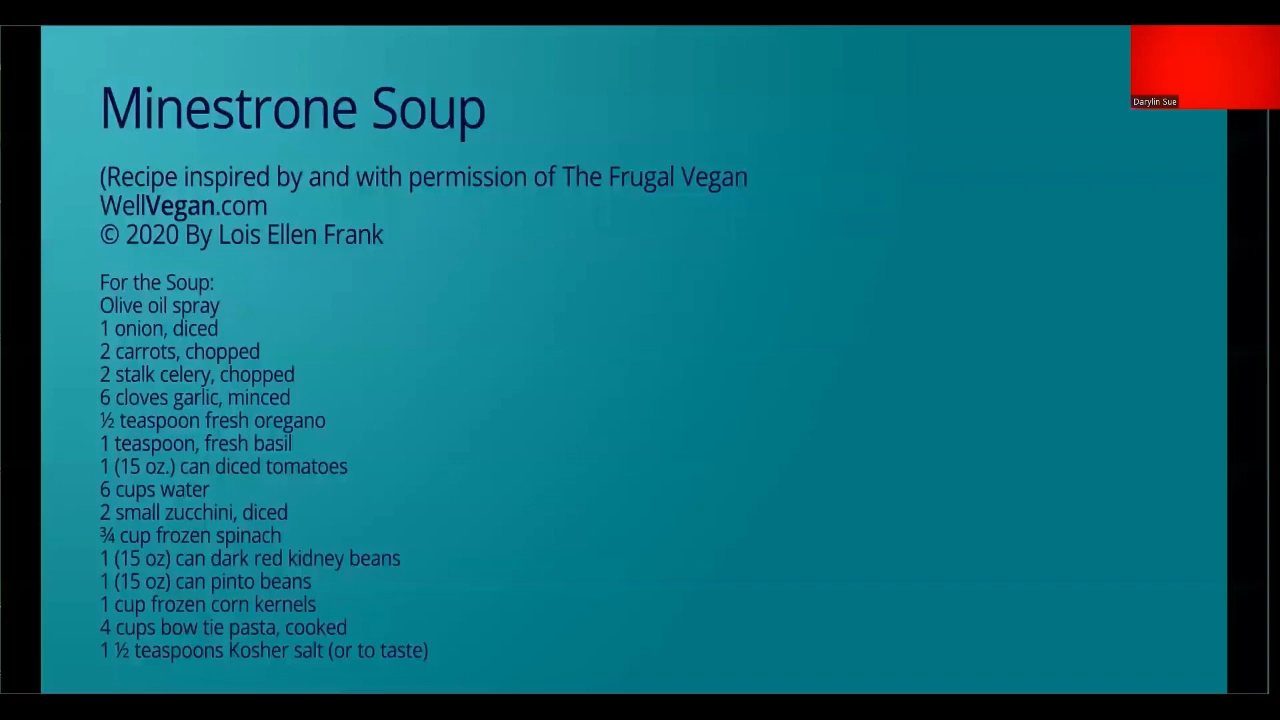 Minestrone Soup
(Recipe inspired by and with permission of The Frugal Vegan
WellVegan.com
© 2020 By Lois Ellen Frank
For the Soup:
Olive oil spray
1 onion, diced
2 carrots, chopped
2 stalk celery, chopped
6 cloves garlic, minced
½ teaspoon fresh oregano
1 teaspoon, fresh basil
1 (15 oz.) can diced tomatoes
6 cups water
2 small zucchini, diced
¾ cup frozen spinach
1 (15 oz) can dark red kidney beans
1 (15 oz) can pinto beans
1 cup frozen corn kernels
4 cups bow tie pasta, cooked
1 ½ teaspoons Kosher salt (or to taste)
Darylin Sue